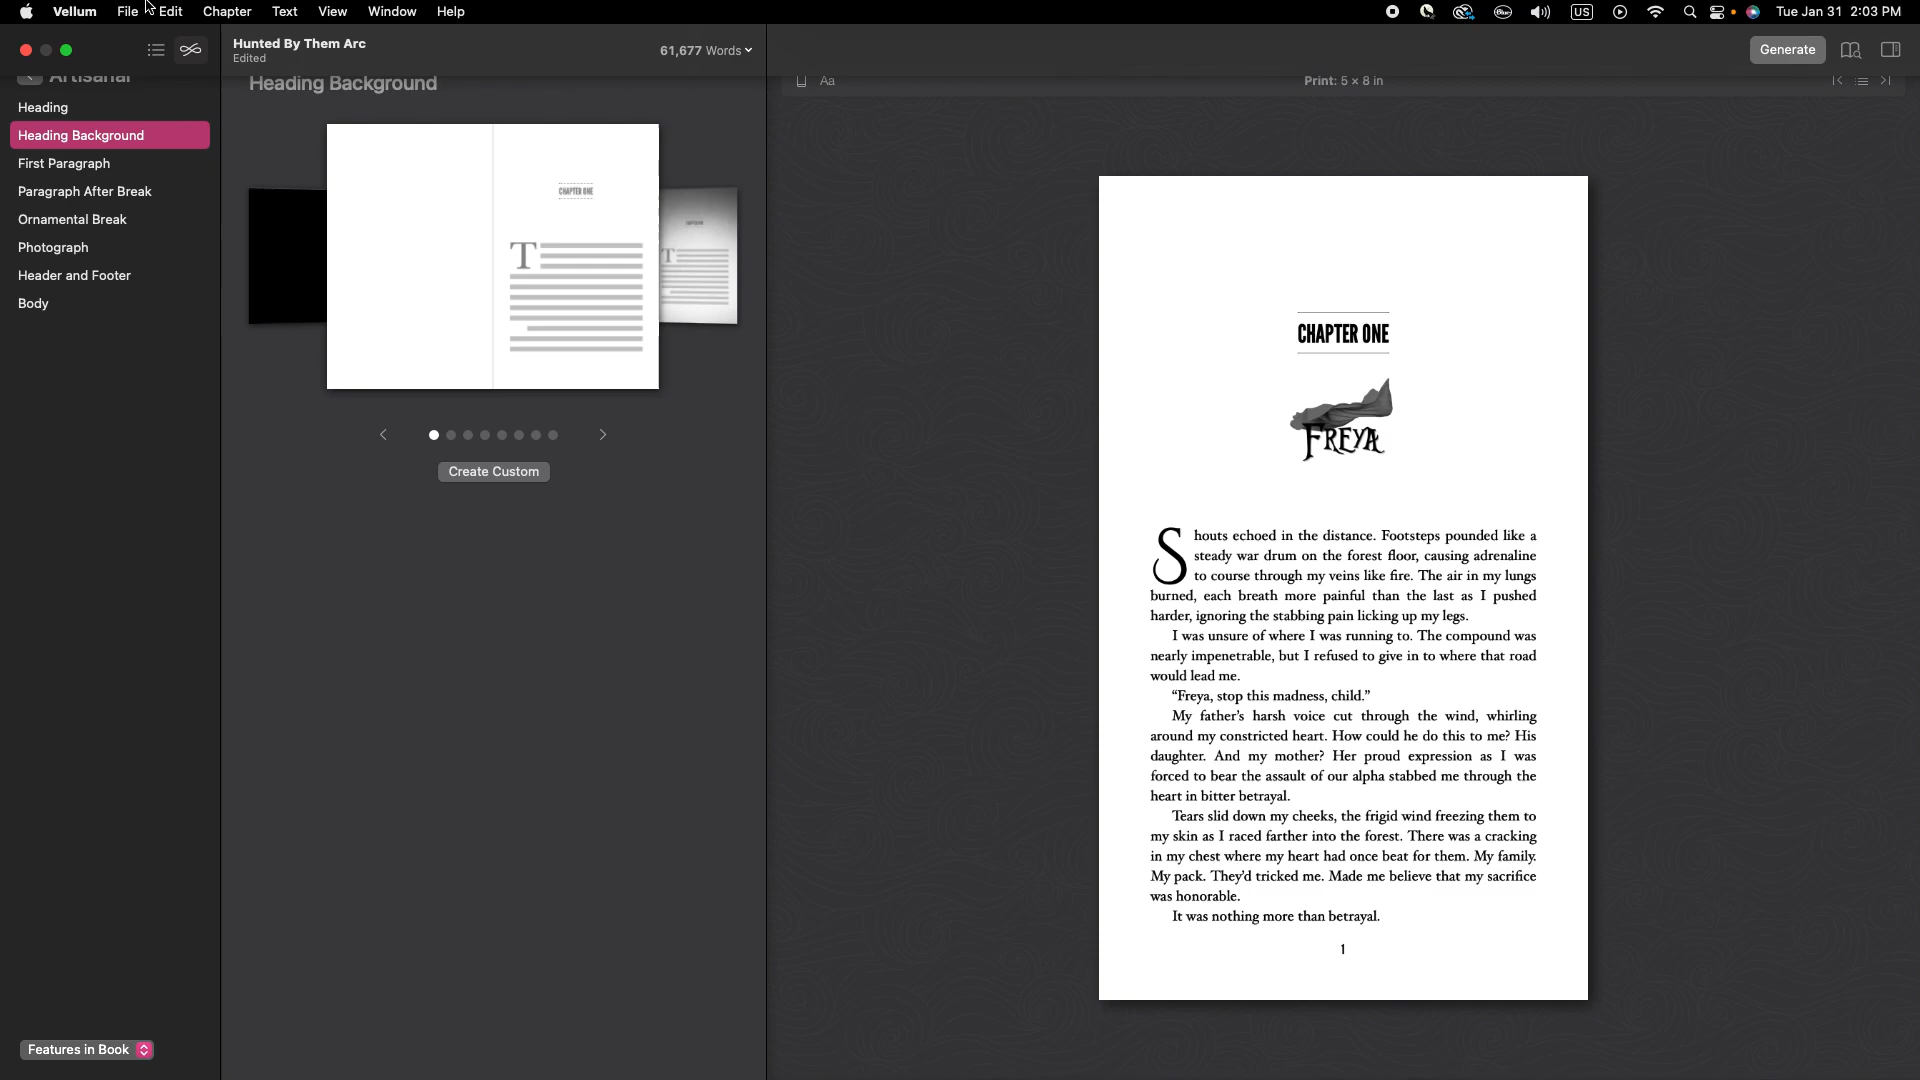 Vellum File Edit Chapter Text View Window Help US Tue Jan 31 2:03 PM
Hunted By Them Arc
Edited
61,677 Words
Generate
Artisanal
Heading
Heading Background
First Paragraph
Paragraph After Break
Ornamental Break
Photograph
Header and Footer
Body
Features in Book
Heading Background
CHAPTER ONE
T
CHAPTER ONE
T
Create Custom
Aa
Print: 5 × 8 in
CHAPTER ONE
FREYA
Shouts echoed in the distance. Footsteps pounded like a
steady war drum on the forest floor, causing adrenaline
to course through my veins like fire. The air in my lungs
burned, each breath more painful than the last as I pushed
harder, ignoring the stabbing pain licking up my legs.
I was unsure of where I was running to. The compound was
nearly impenetrable, but I refused to give in to where that road
would lead me.
“Freya, stop this madness, child.”
My father’s harsh voice cut through the wind, whirling
around my constricted heart. How could he do this to me? His
daughter. And my mother? Her proud expression as I was
forced to bear the assault of our alpha stabbed me through the
heart in bitter betrayal.
Tears slid down my cheeks, the frigid wind freezing them to
my skin as I raced farther into the forest. There was a cracking
in my chest where my heart had once beat for them. My family.
My pack. They’d tricked me. Made me believe that my sacrifice
was honorable.
It was nothing more than betrayal.
1